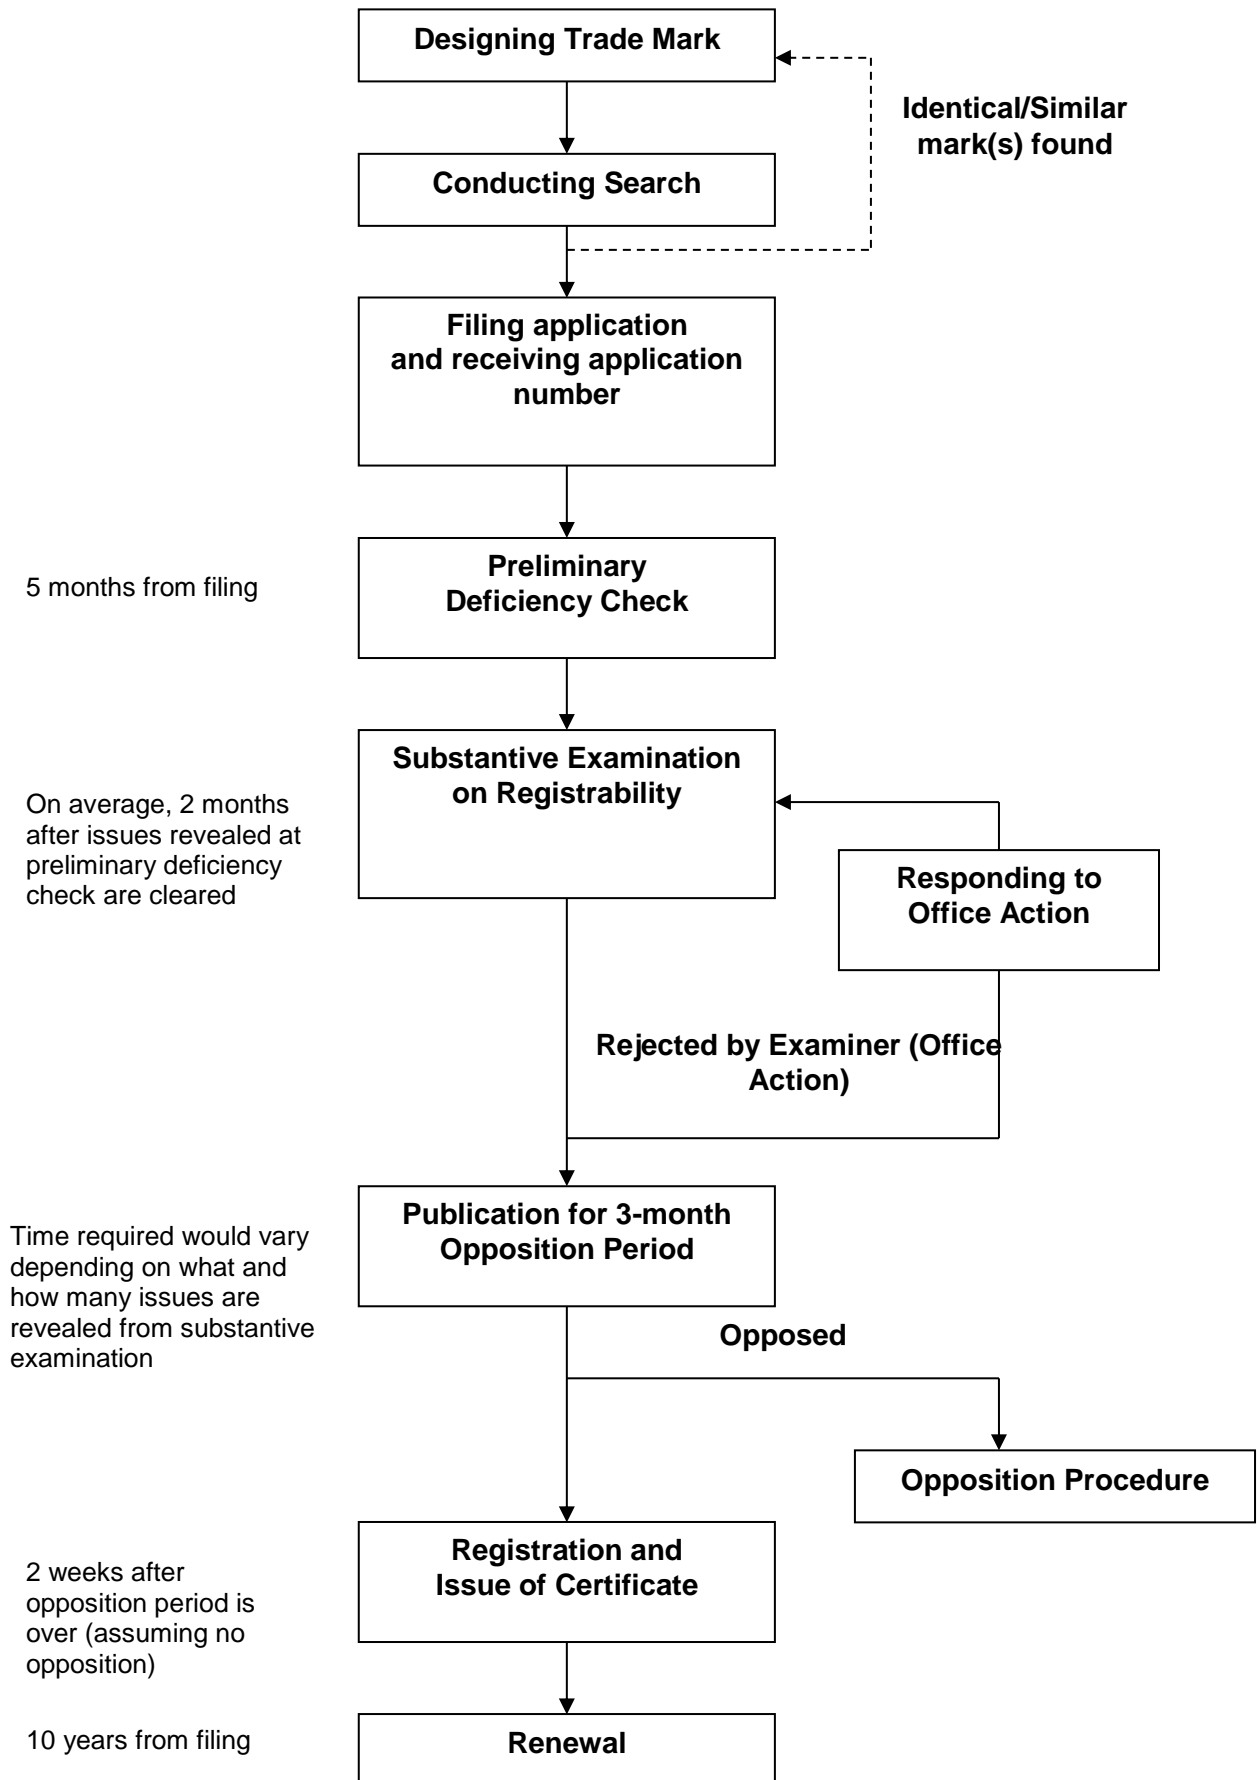 Designing Trade Mark
Identical/Similar
mark(s) found
Conducting Search
Filing application
and receiving application
number
5 months from filing
Preliminary
Deficiency Check
Substantive Examination
on Registrability
On average, 2 months
after issues revealed at
preliminary deficiency
check are cleared
Responding to
Office Action
Rejected by Examiner (Office
Action)
Publication for 3-month
Opposition Period
Time required would vary
depending on what and
how many issues are
revealed from substantive
examination
Opposed
Opposition Procedure
Registration and
Issue of Certificate
2 weeks after
opposition period is
over (assuming no
opposition)
10 years from filing
Renewal